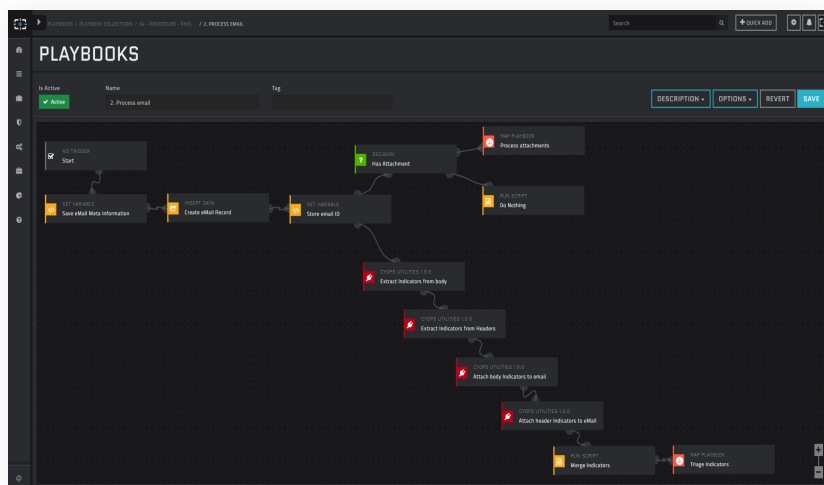 PLAYBOOKS / PLAYBOOK COLLECTIONS / 04 - PROCEDURE - PHIS... / 2. PROCESS EMAIL
Search
+ QUICK ADD
PLAYBOOKS
Is Active
Name
Tag
Active
2. Process email
DESCRIPTION
OPTIONS
REVERT
SAVE
NO TRIGGER
Start
DECISION
Has Attachment
MAP PLAYBOOK
Process attachments
SET VARIABLE
Save eMail Meta Information
INSERT DATA
Create eMail Record
SET VARIABLE
Store email ID
RUN SCRIPT
Do Nothing
CYOPS UTILITIES 1.0.0
Extract Indicators from body
CYOPS UTILITIES 1.0.0
Extract Indicators from Headers
CYOPS UTILITIES 1.0.0
Attach body Indicators to email
CYOPS UTILITIES 1.0.0
Attach header Indicators to eMail
RUN SCRIPT
Merge Indicators
MAP PLAYBOOK
Triage Indicators